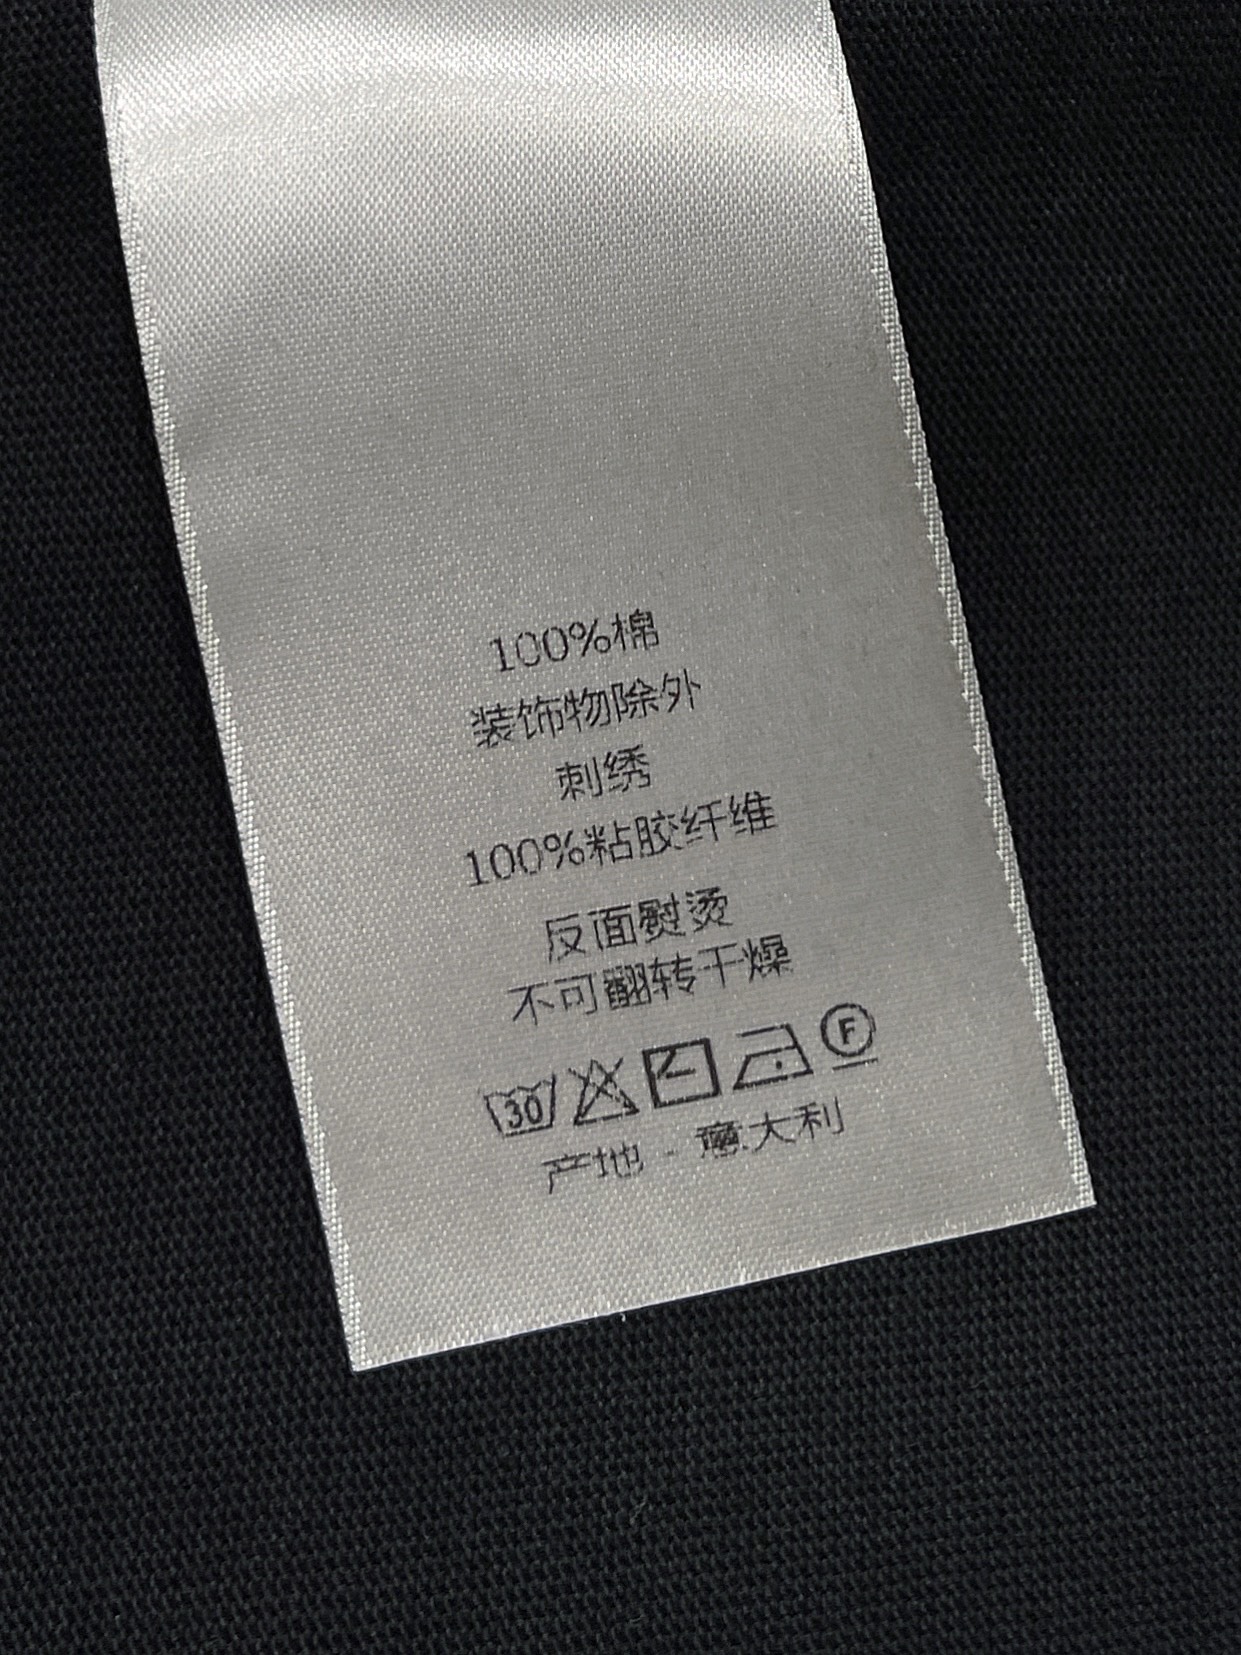 100%棉
装饰物除外
刺绣
100%粘胶纤维
反面熨烫
不可翻转干燥
30 F
产地 - 意大利